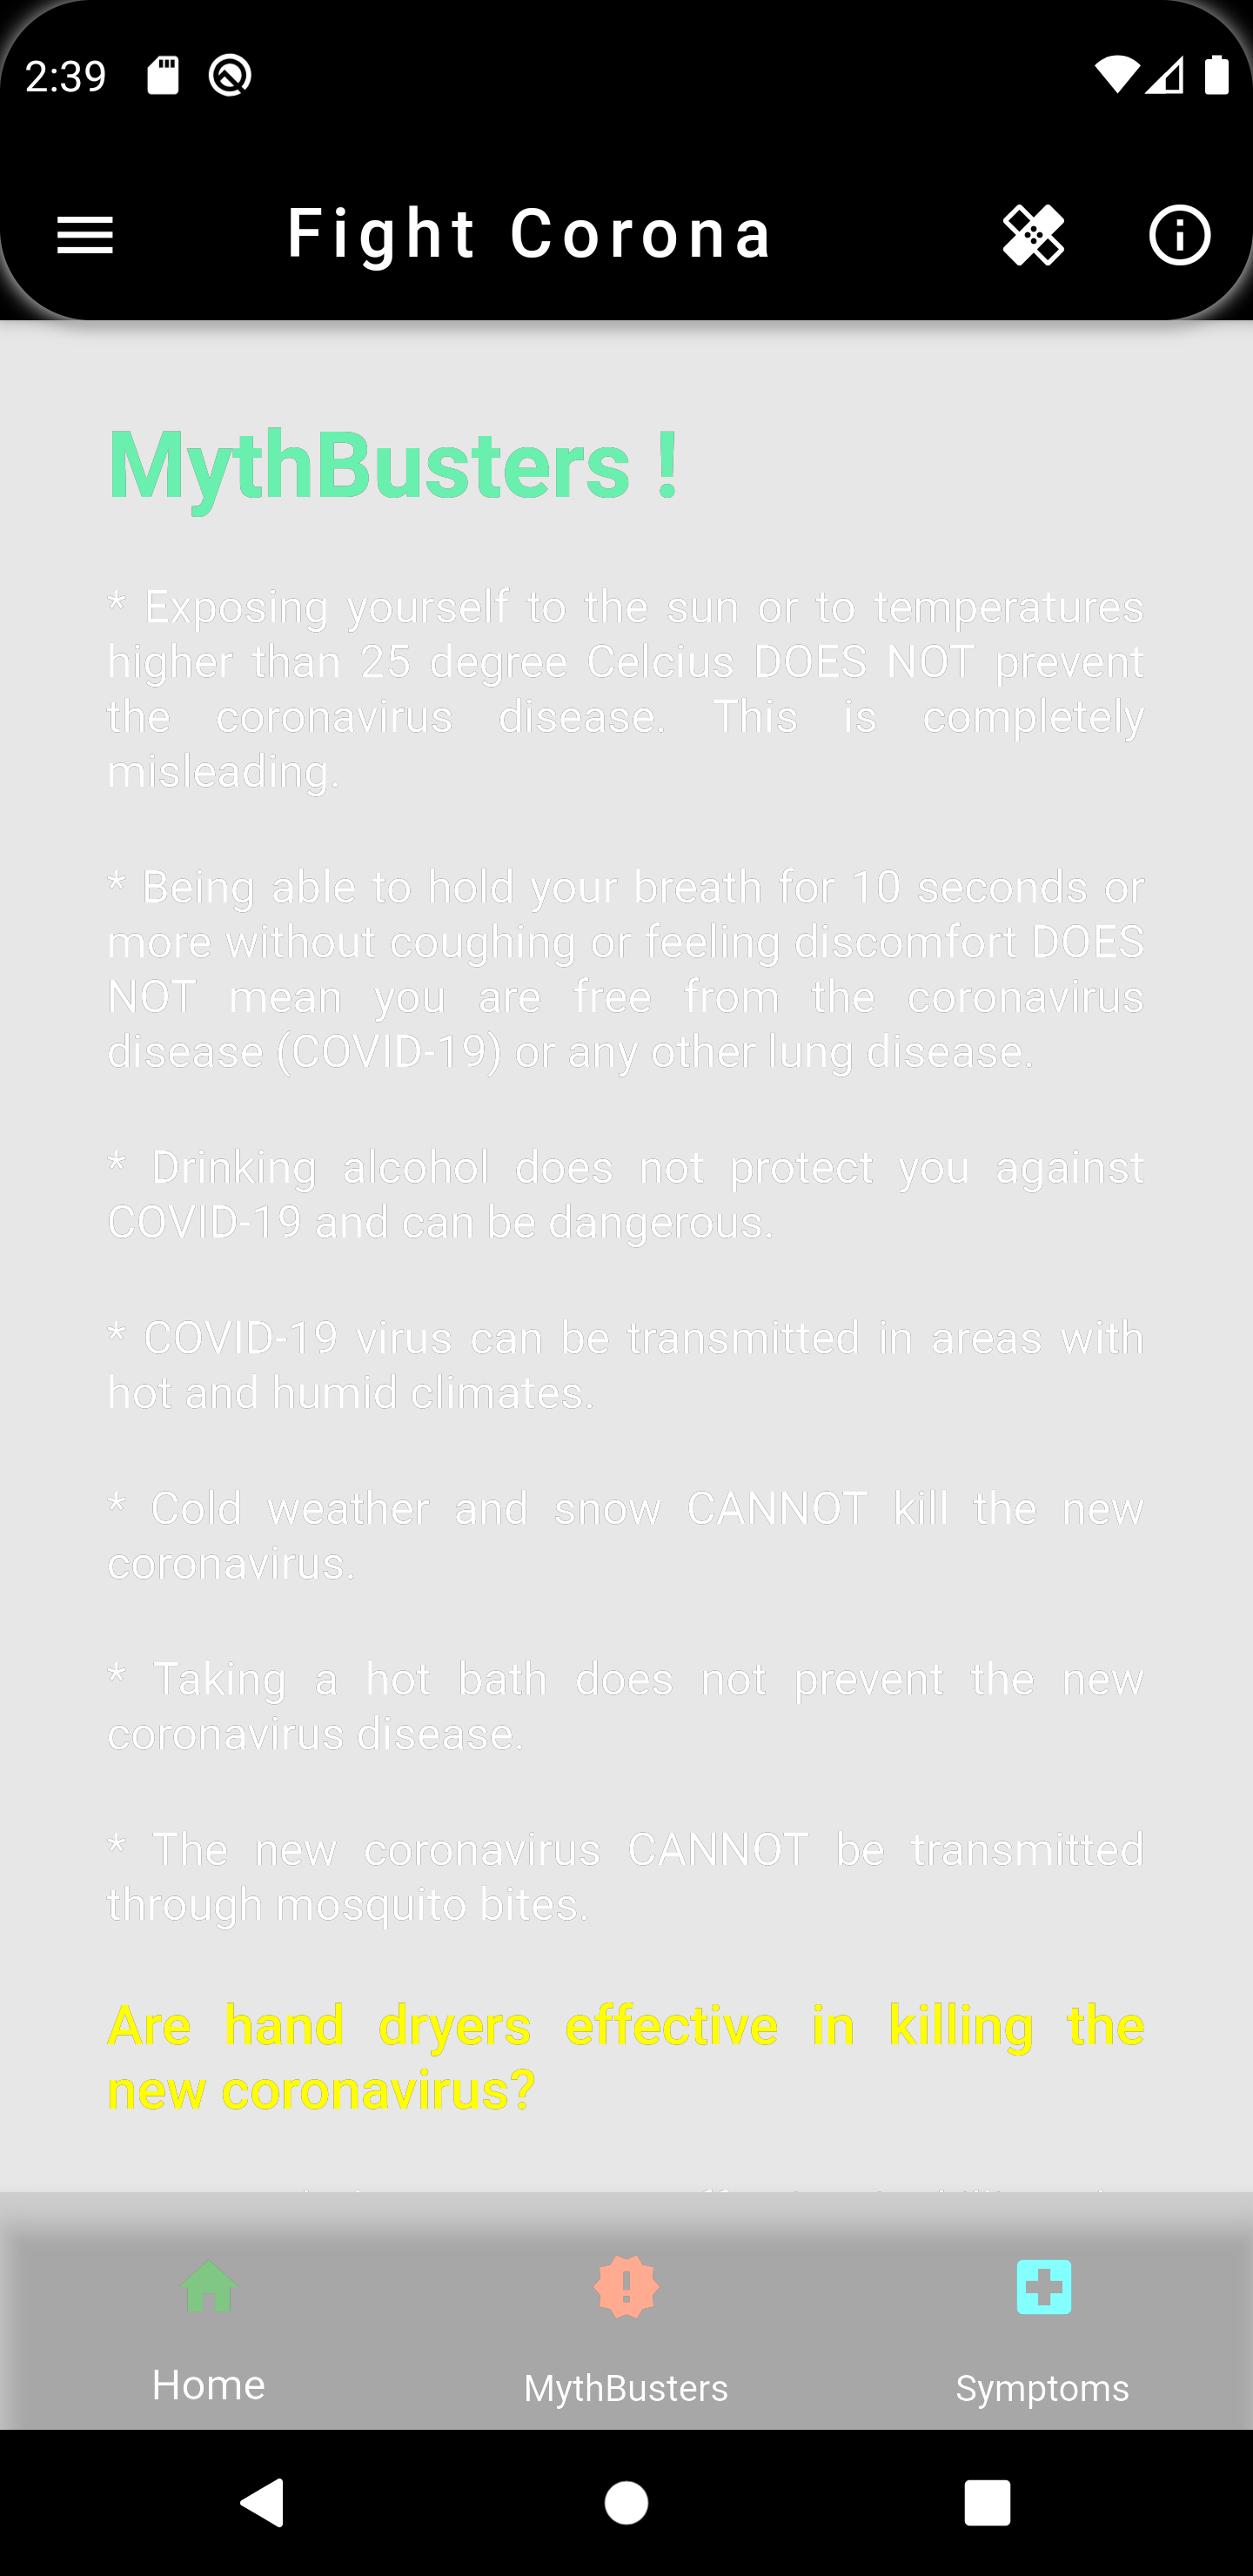 2:39
Fight Corona
MythBusters !
* Exposing yourself to the sun or to temperatures
higher than 25 degree Celcius DOES NOT prevent
the coronavirus disease. This is completely
misleading.
* Being able to hold your breath for 10 seconds or
more without coughing or feeling discomfort DOES
NOT mean you are free from the coronavirus
disease (COVID-19) or any other lung disease.
* Drinking alcohol does not protect you against
COVID-19 and can be dangerous.
* COVID-19 virus can be transmitted in areas with
hot and humid climates.
* Cold weather and snow CANNOT kill the new
coronavirus.
* Taking a hot bath does not prevent the new
coronavirus disease.
* The new coronavirus CANNOT be transmitted
through mosquito bites.
Are hand dryers effective in killing the
new coronavirus?
Home
MythBusters
Symptoms